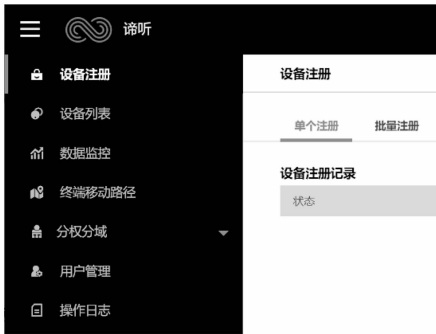 谛听
设备注册
设备列表
数据监控
终端移动路径
分权分域
用户管理
操作日志
设备注册
单个注册 批量注册
设备注册记录
状态